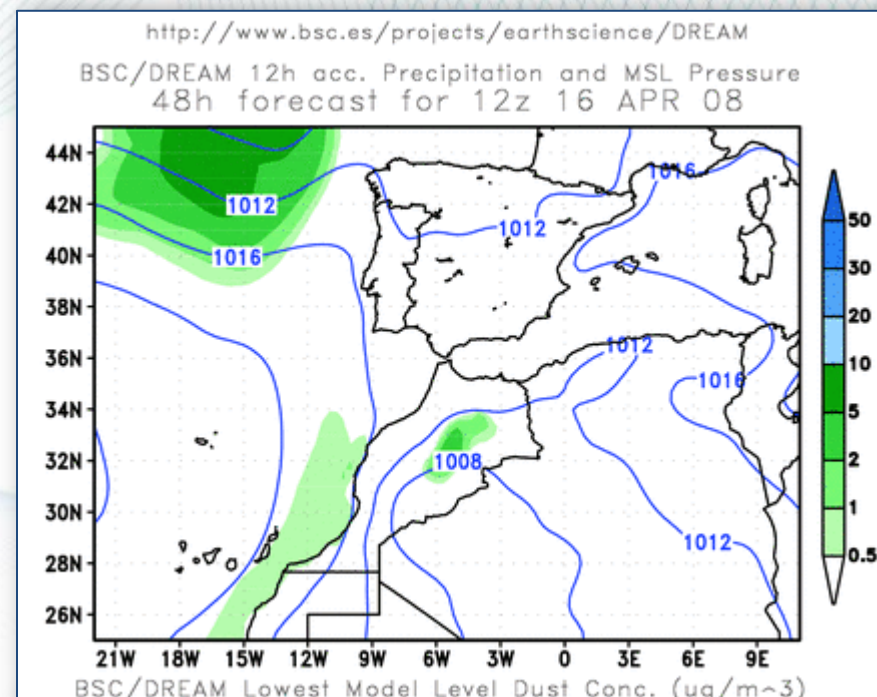 http://www.bsc.es/projects/earthscience/DREAM
BSC/DREAM 12h acc. Precipitation and MSL Pressure
48h forecast for 12z 16 APR 08
44N
42N
40N
38N
36N
34N
32N
30N
28N
26N
1016
1012
1012
1016
1012
1016
1008
1012
50
30
20
10
5
2
1
0.5
21W 18W 15W 12W 9W 6W 3W 0 3E 6E 9E
BSC/DREAM Lowest Model Level Dust Conc. (ug/m^3)